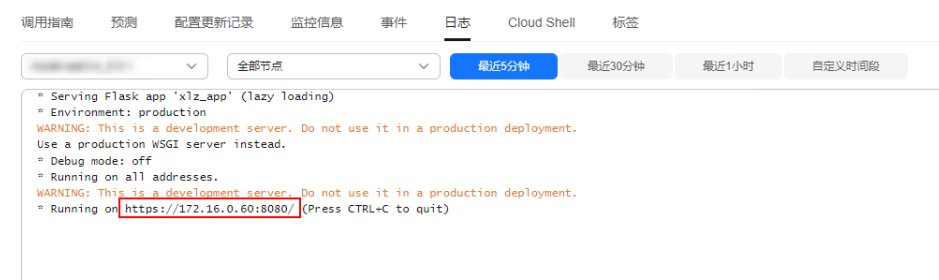 调用指南 预测 配置更新记录 监控信息 事件 日志 Cloud Shell 标签
全部节点 最近5分钟 最近30分钟 最近1小时 自定义时间段
* Serving Flask app 'xlz_app' (lazy loading)
* Environment: production
WARNING: This is a development server. Do not use it in a production deployment.
Use a production WSGI server instead.
* Debug mode: off
* Running on all addresses.
WARNING: This is a development server. Do not use it in a production deployment.
* Running on https://172.16.0.60:8080/ (Press CTRL+C to quit)